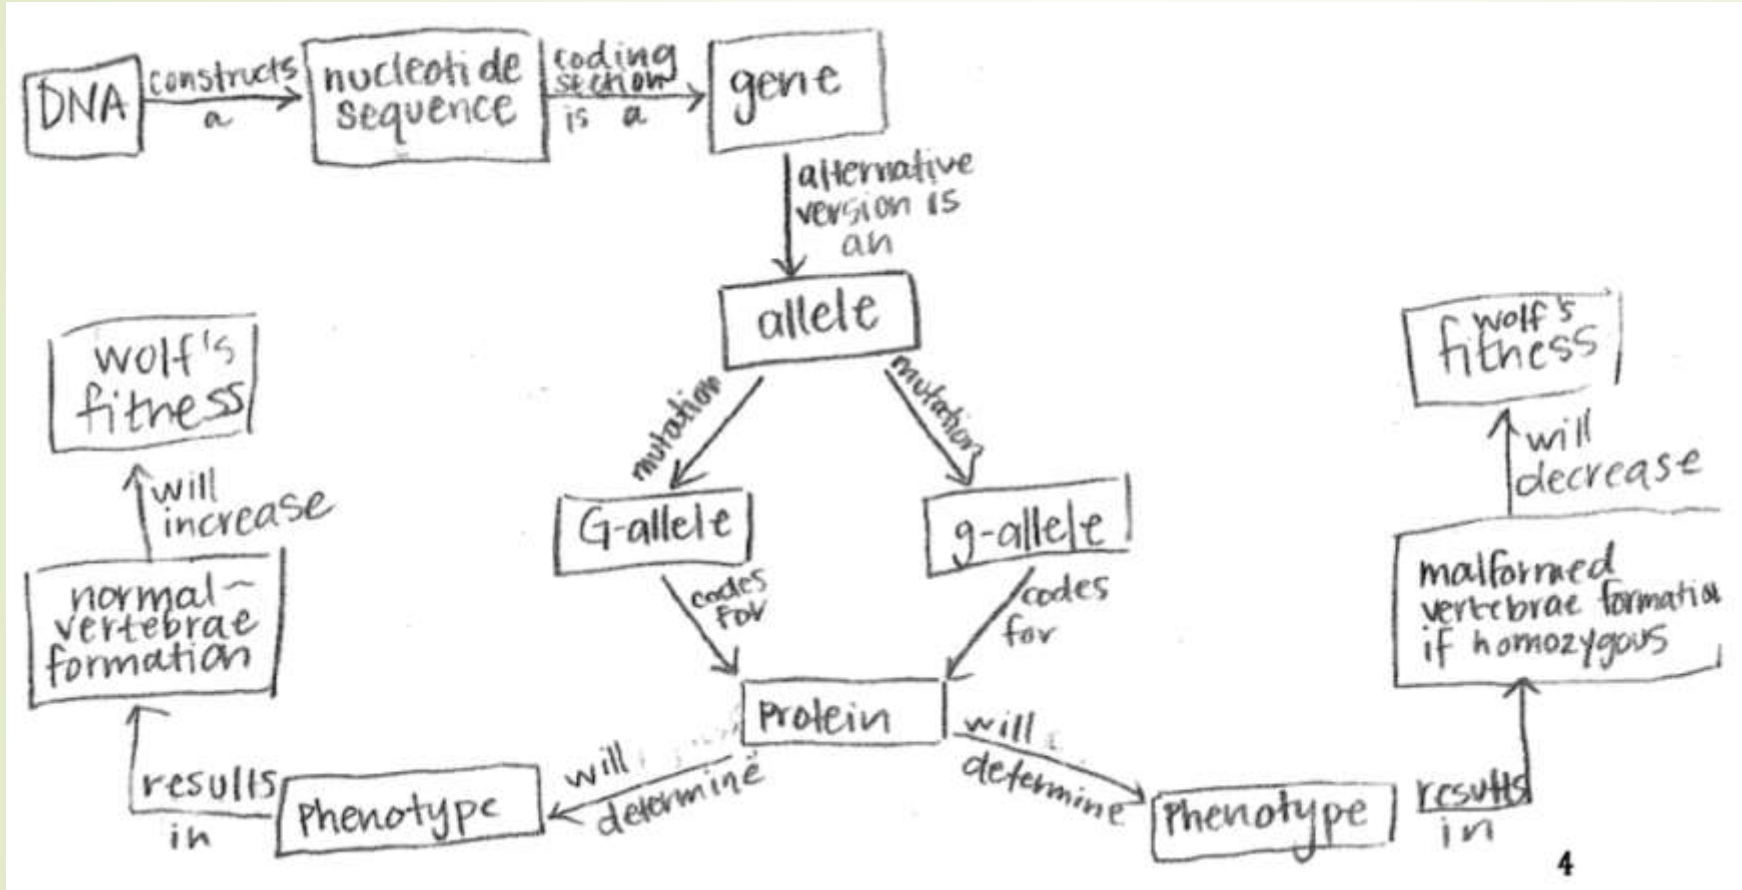 DNA
constructs
a
nucleotide
sequence
coding
section
is a
gene
alternative
version is
an
allele
mutation
mutation
G-allele
g-allele
codes
for
codes
for
Protein
will
determine
will
determine
Phenotype
Phenotype
results
in
results
in
normal
vertebrae
formation
malformed
vertebrae formation
if homozygous
will
increase
will
decrease
wolf's
fitness
wolf's
fitness
4